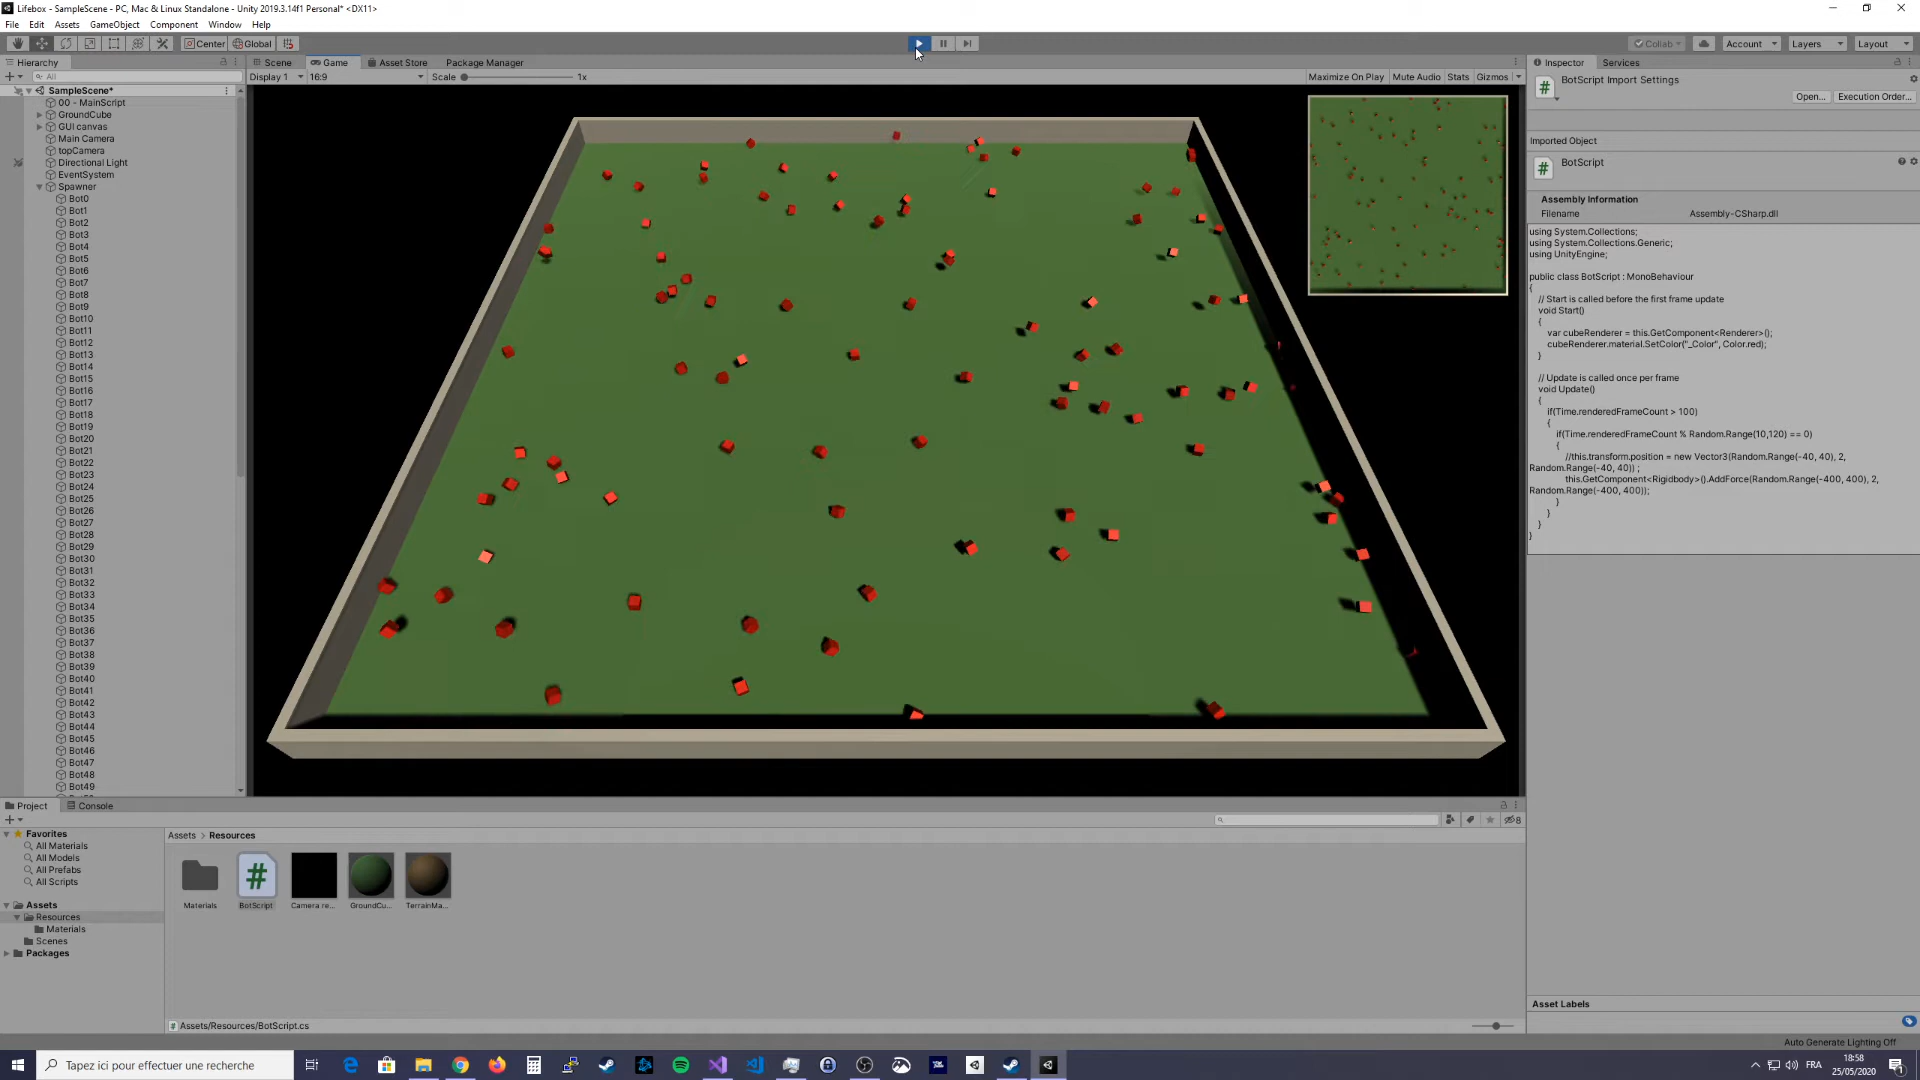 Lifebox - SampleScene - PC, Mac & Linux Standalone - Unity 2019.3.14f1 Personal* <DX11>
File Edit Assets GameObject Component Window Help
Center Global Collab Account Layers Layout
Hierarchy
All
SampleScene*
00 - MainScript
GroundCube
GUI canvas
Main Camera
topCamera
Directional Light
EventSystem
Spawner
Bot0
Bot1
Bot2
Bot3
Bot4
Bot5
Bot6
Bot7
Bot8
Bot9
Bot10
Bot11
Bot12
Bot13
Bot14
Bot15
Bot16
Bot17
Bot18
Bot19
Bot20
Bot21
Bot22
Bot23
Bot24
Bot25
Bot26
Bot27
Bot28
Bot29
Bot30
Bot31
Bot32
Bot33
Bot34
Bot35
Bot36
Bot37
Bot38
Bot39
Bot40
Bot41
Bot42
Bot43
Bot44
Bot45
Bot46
Bot47
Bot48
Bot49
Scene Game Asset Store Package Manager
Display 1 16:9 Scale 1x Maximize On Play Mute Audio Stats Gizmos
Inspector Services
BotScript Import Settings
Open... Execution Order...
Imported Object
BotScript
Assembly Information
Filename Assembly-CSharp.dll
using System.Collections;
using System.Collections.Generic;
using UnityEngine;
public class BotScript : MonoBehaviour
{
// Start is called before the first frame update
void Start()
{
var cubeRenderer = this.GetComponent<Renderer>();
cubeRenderer.material.SetColor("_Color", Color.red);
}
// Update is called once per frame
void Update()
{
if(Time.renderedFrameCount > 100)
{
if(Time.renderedFrameCount % Random.Range(10,120) == 0)
{
//this.transform.position = new Vector3(Random.Range(-40, 40), 2,
Random.Range(-40, 40)) ;
this.GetComponent<Rigidbody>().AddForce(Random.Range(-400, 400), 2,
Random.Range(-400, 400));
}
}
}
}
Asset Labels
Auto Generate Lighting Off
Project Console
Favorites
All Materials
All Models
All Prefabs
All Scripts
Assets
Resources
Materials
Scenes
Packages
Assets > Resources
8
Materials BotScript Camera re... GroundCu... TerrainMa...
Assets/Resources/BotScript.cs
Tapez ici pour effectuer une recherche
FRA
18:58
25/05/2020